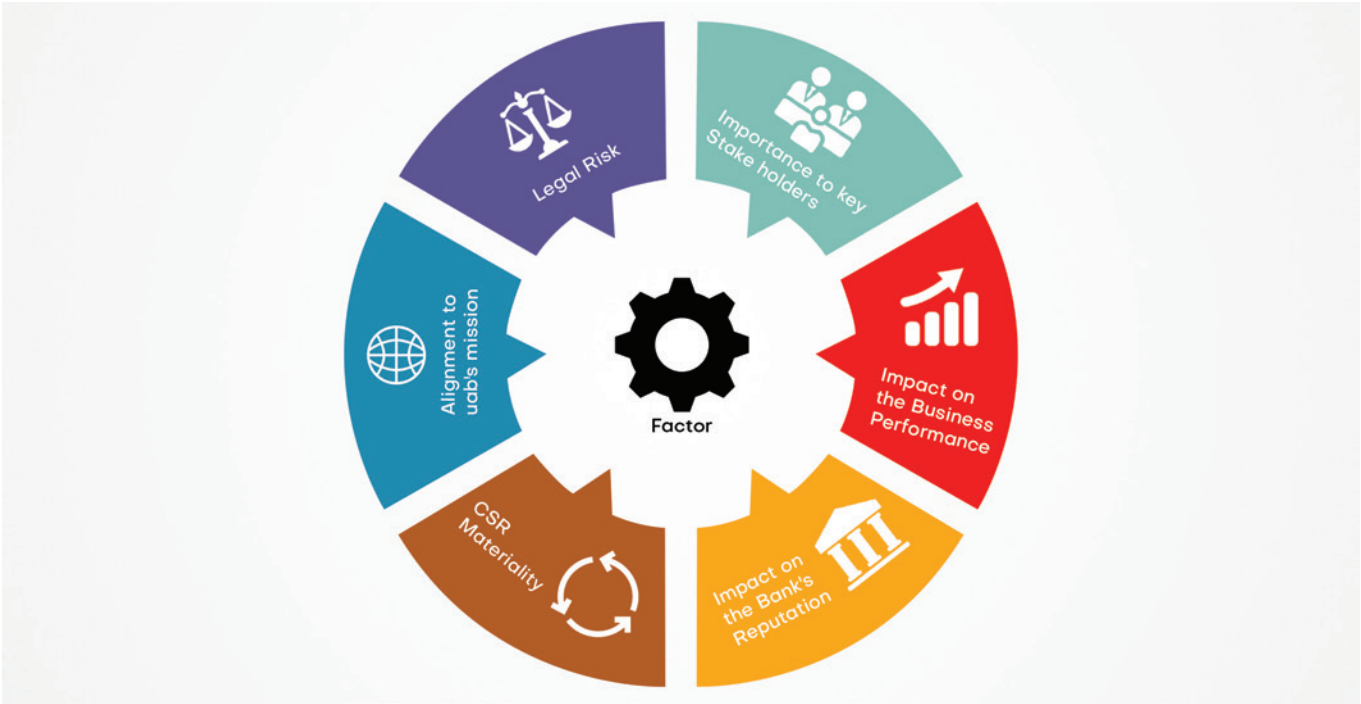 Legal Risk
Importance to key
Stake holders
Alignment to
uab's mission
Impact on
the Business
Performance
Factor
CSR
Materiality
Impact on
the Bank's
Reputation